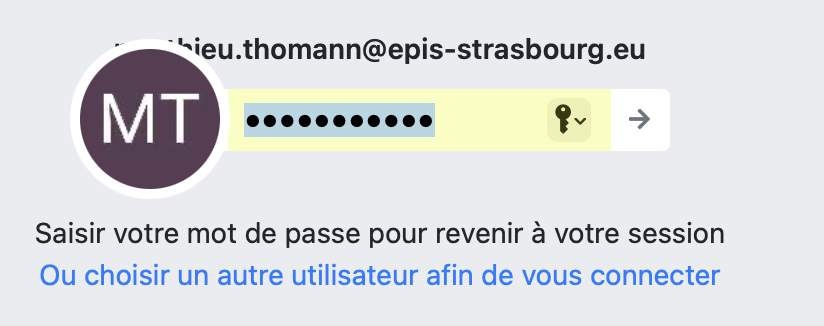 thieu.thomann@epis-strasbourg.eu
MT
Saisir votre mot de passe pour revenir à votre session
Ou choisir un autre utilisateur afin de vous connecter